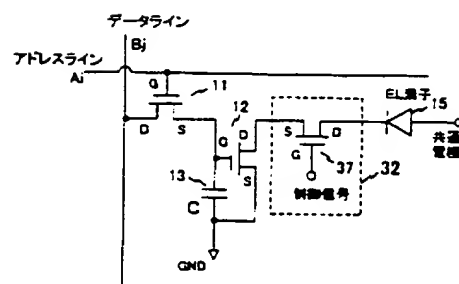 データライン
Bj
アドレスライン
Ai
G
11
D
S
12
G
D
S
13
C
GND
S
D
G
37
制御信号
32
EL素子
15
共通
電極